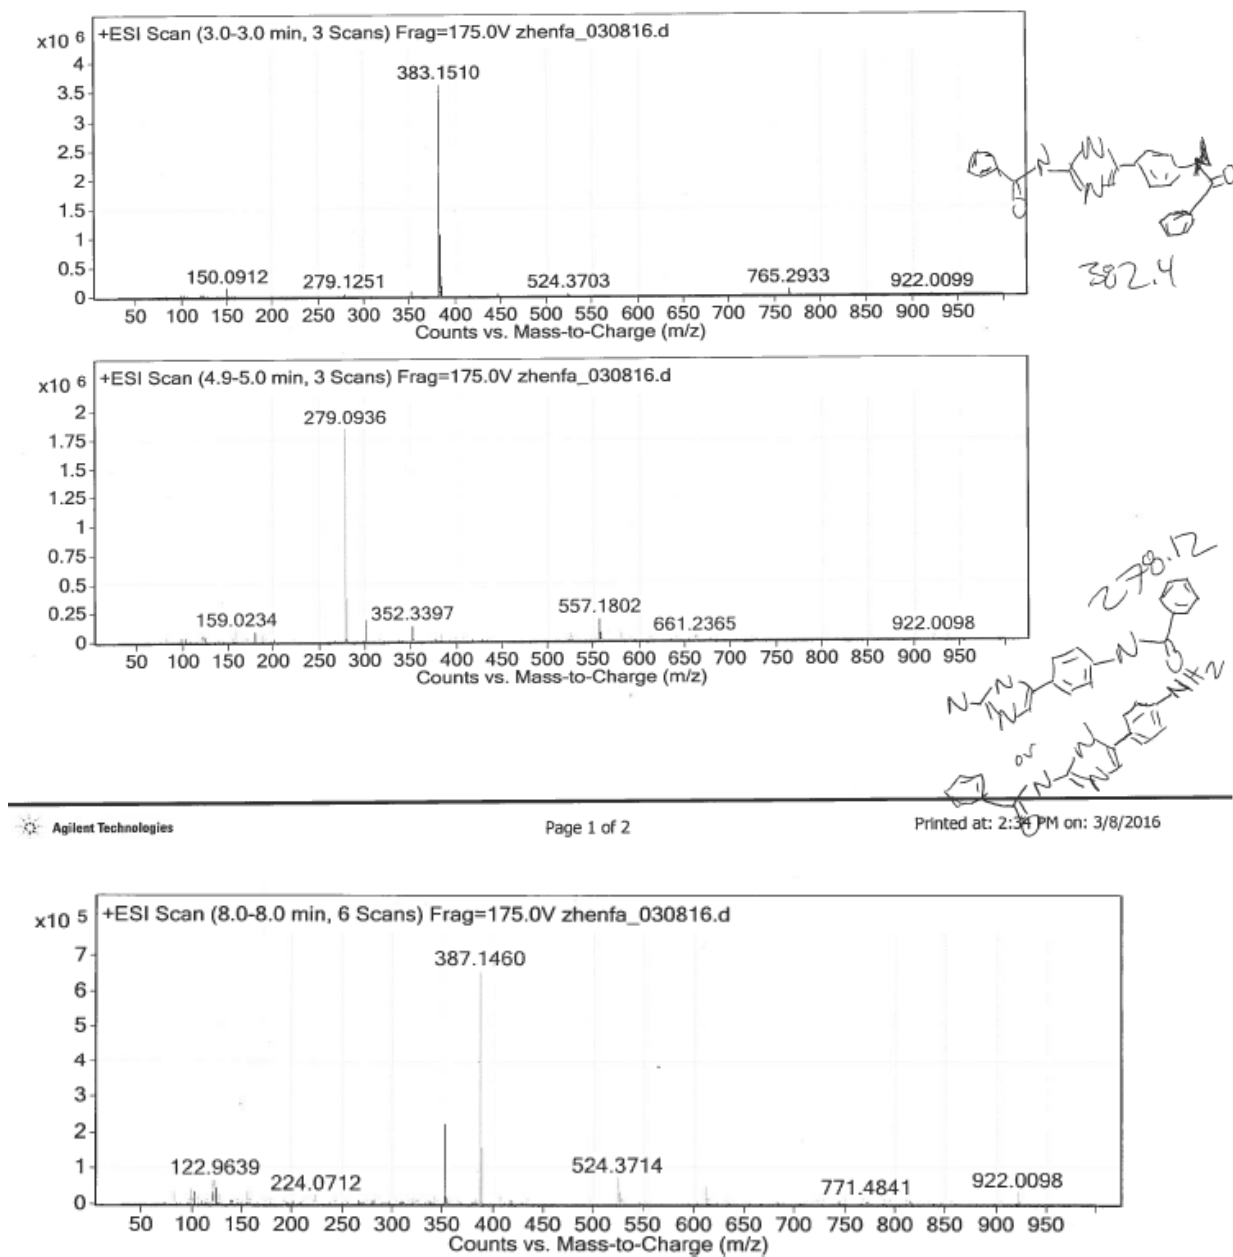 +ESI Scan (3.0-3.0 min, 3 Scans) Frag=175.0V zhenfa_030816.d
x10 6
4
3.5
3
2.5
2
1.5
1
0.5
0
383.1510
150.0912
279.1251
524.3703
765.2933
922.0099
50 100 150 200 250 300 350 400 450 500 550 600 650 700 750 800 850 900 950
Counts vs. Mass-to-Charge (m/z)
N
N
N
N
O
O
382.4
+ESI Scan (4.9-5.0 min, 3 Scans) Frag=175.0V zhenfa_030816.d
x10 6
2
1.75
1.5
1.25
1
0.75
0.5
0.25
0
279.0936
159.0234
352.3397
557.1802
661.2365
922.0098
50 100 150 200 250 300 350 400 450 500 550 600 650 700 750 800 850 900 950
Counts vs. Mass-to-Charge (m/z)
278.12
N
N
N
N
O
NH2
or
N
N
N
O
Agilent Technologies
Page 1 of 2
Printed at: 2:34 PM on: 3/8/2016
+ESI Scan (8.0-8.0 min, 6 Scans) Frag=175.0V zhenfa_030816.d
x10 5
7
6
5
4
3
2
1
0
387.1460
122.9639
224.0712
524.3714
771.4841
922.0098
50 100 150 200 250 300 350 400 450 500 550 600 650 700 750 800 850 900 950
Counts vs. Mass-to-Charge (m/z)